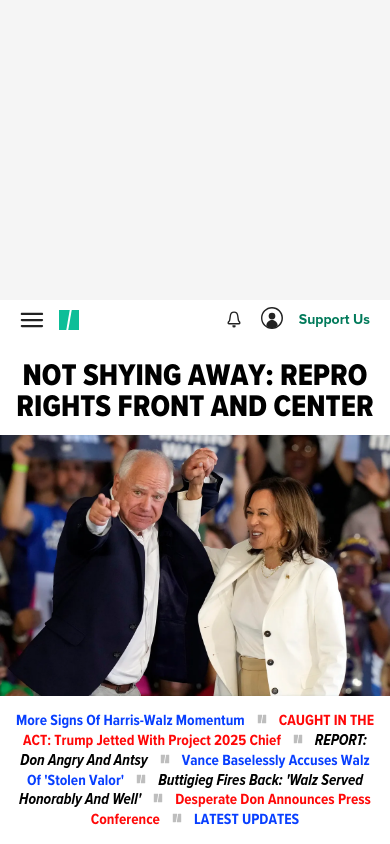 Support Us
NOT SHYING AWAY: REPRO
RIGHTS FRONT AND CENTER
More Signs Of Harris-Walz Momentum " CAUGHT IN THE
ACT: Trump Jetted With Project 2025 Chief " REPORT:
Don Angry And Antsy " Vance Baselessly Accuses Walz
Of 'Stolen Valor' " Buttigieg Fires Back: 'Walz Served
Honorably And Well' " Desperate Don Announces Press
Conference " LATEST UPDATES